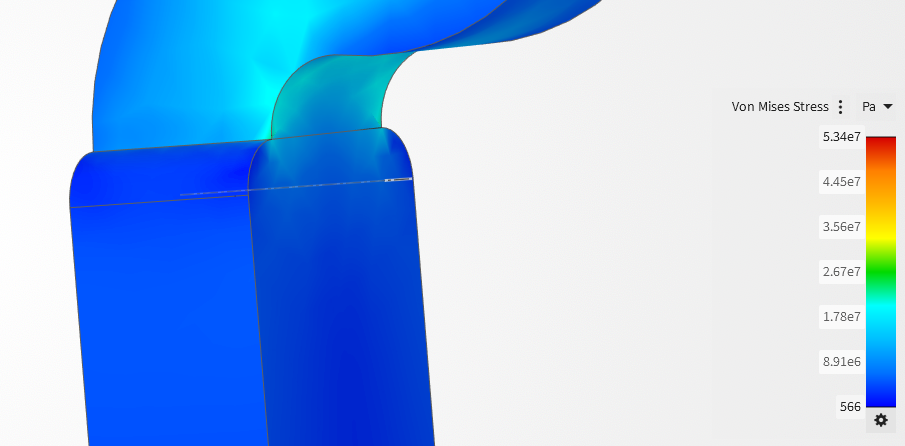 Von Mises Stress Pa
5.34e7
4.45e7
3.56e7
2.67e7
1.78e7
8.91e6
566